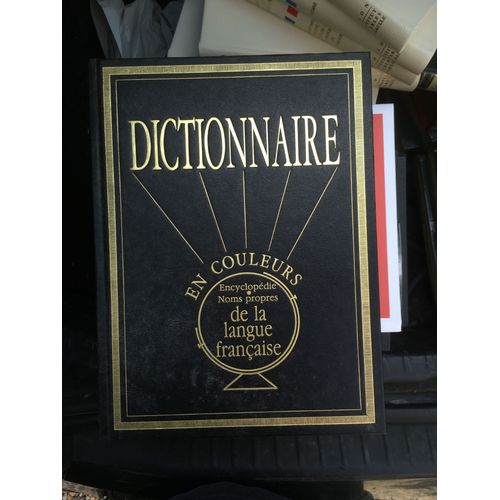 DICTIONNAIRE
EN COULEURS
Encyclopédie
Noms propres
de la
langue
française